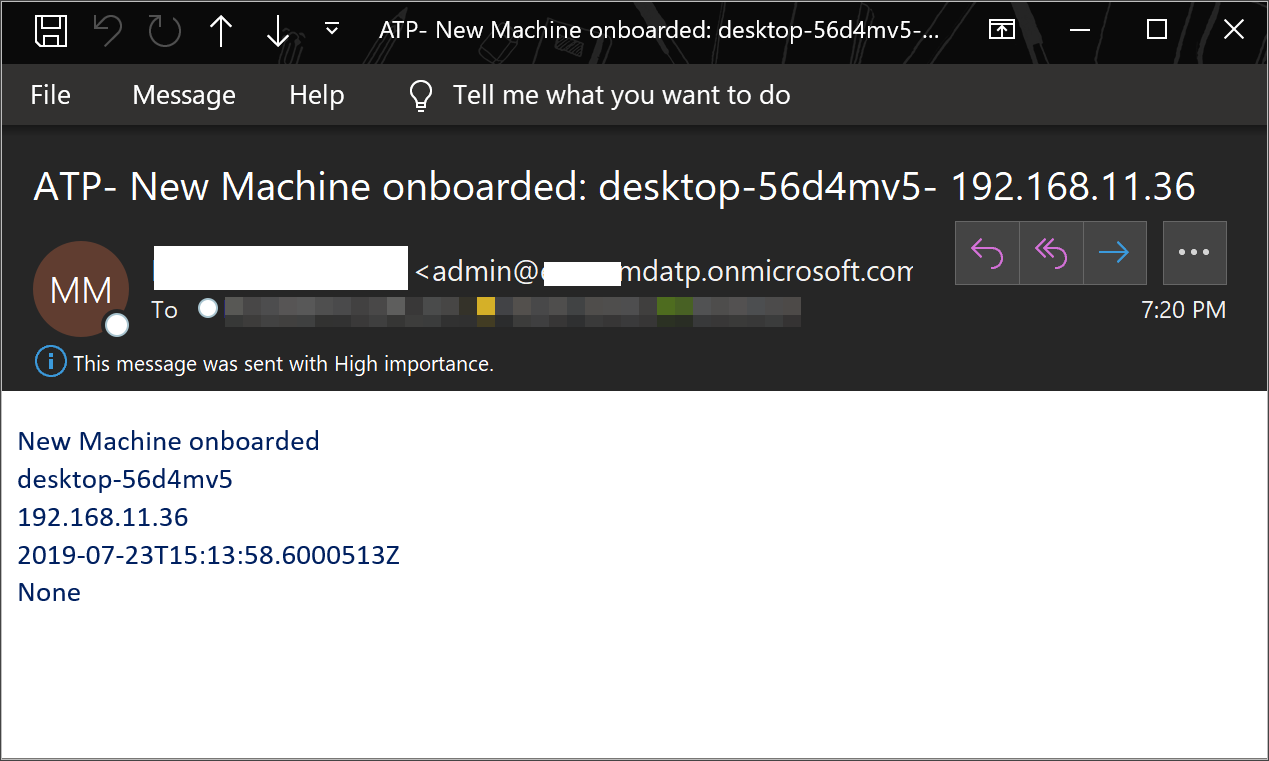 ATP- New Machine onboarded: desktop-56d4mv5-...
File Message Help Tell me what you want to do
ATP- New Machine onboarded: desktop-56d4mv5- 192.168.11.36
MM
<admin@ mdatp.onmicrosoft.com
To
7:20 PM
This message was sent with High importance.
New Machine onboarded
desktop-56d4mv5
192.168.11.36
2019-07-23T15:13:58.6000513Z
None